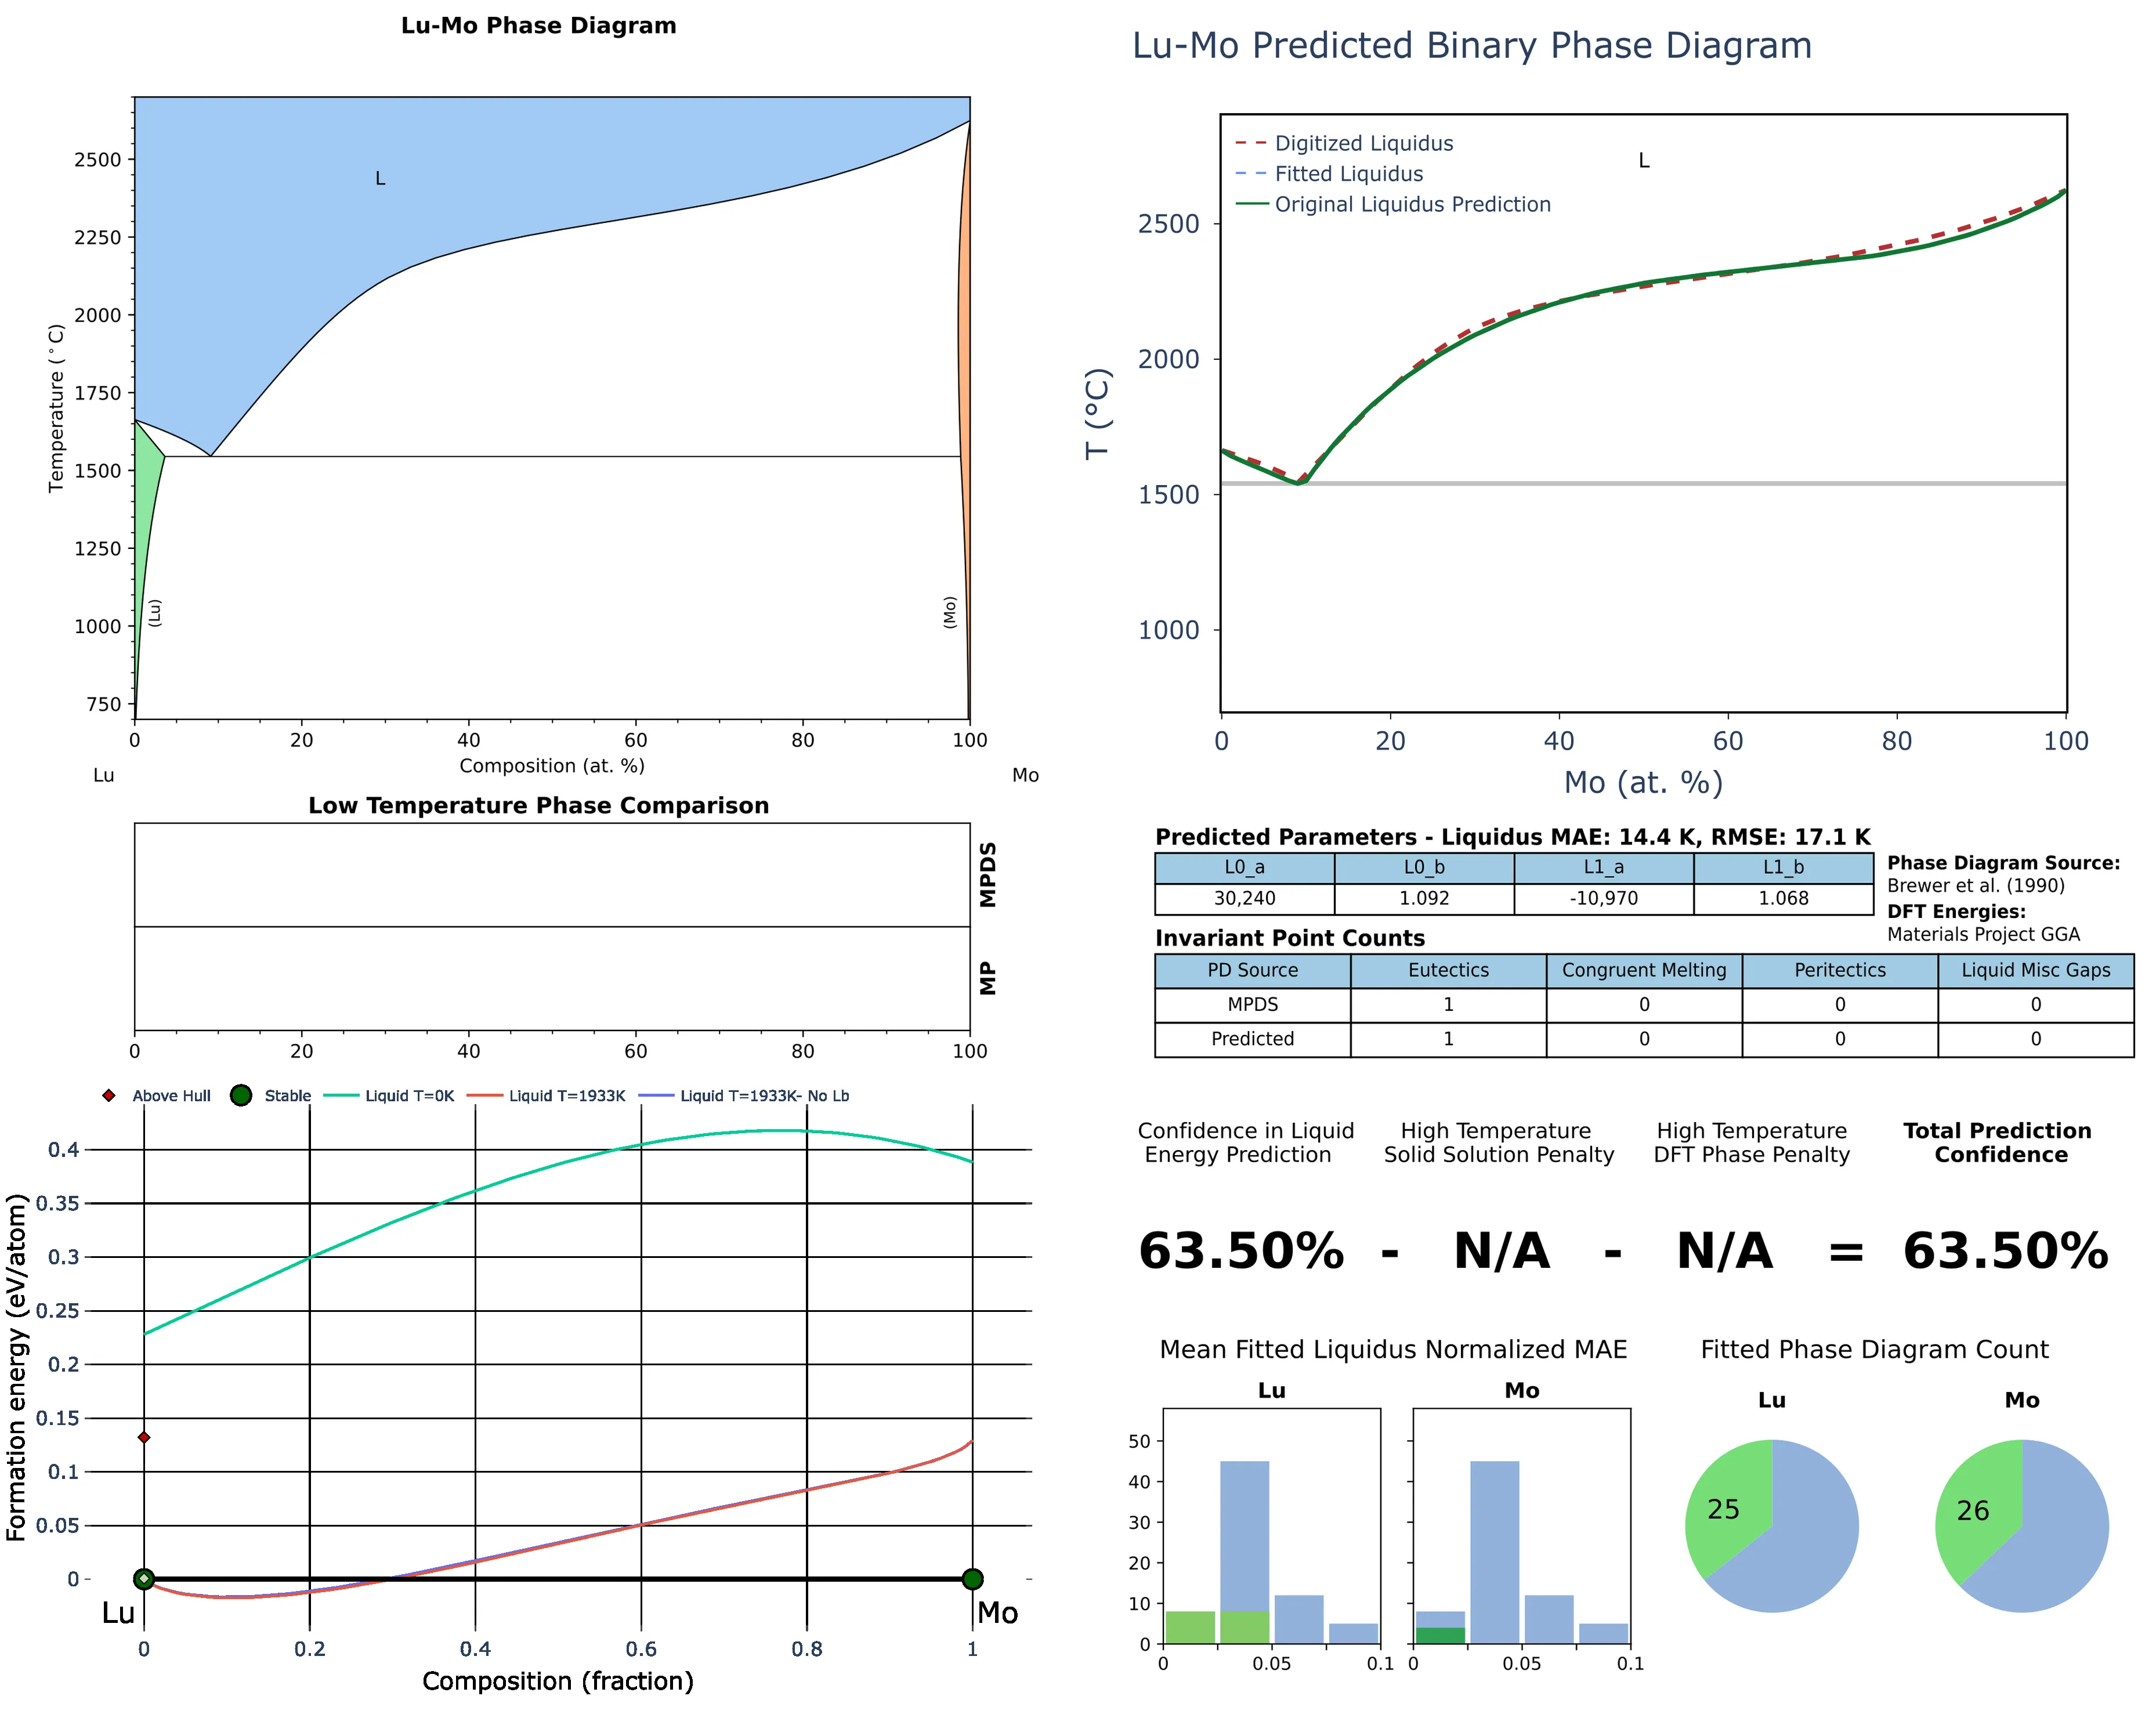 Lu-Mo Phase Diagram
2500
2250
2000
1750
1500
1250
1000
750
Temperature (°C)
L
(Lu)
(Mo)
0 20 40 60 80 100
Composition (at. %)
Lu Mo
Low Temperature Phase Comparison
MPDS
MP
0 20 40 60 80 100
Above Hull Stable Liquid T=0K Liquid T=1933K Liquid T=1933K- No Lb
0.4
0.35
0.3
0.25
0.2
0.15
0.1
0.05
0
Formation energy (eV/atom)
Lu Mo
0 0.2 0.4 0.6 0.8 1
Composition (fraction)
Lu-Mo Predicted Binary Phase Diagram
Digitized Liquidus
Fitted Liquidus
Original Liquidus Prediction
L
2500
2000
1500
1000
T (°C)
0 20 40 60 80 100
Mo (at. %)
Predicted Parameters - Liquidus MAE: 14.4 K, RMSE: 17.1 K
L0_a L0_b L1_a L1_b
30,240 1.092 -10,970 1.068
Phase Diagram Source:
Brewer et al. (1990)
DFT Energies:
Materials Project GGA
Invariant Point Counts
PD Source Eutectics Congruent Melting Peritectics Liquid Misc Gaps
MPDS 1 0 0 0
Predicted 1 0 0 0
Confidence in Liquid
Energy Prediction
High Temperature
Solid Solution Penalty
High Temperature
DFT Phase Penalty
Total Prediction
Confidence
63.50% - N/A - N/A = 63.50%
Mean Fitted Liquidus Normalized MAE
Lu
Mo
50
40
30
20
10
0
0 0.05 0.1
0 0.05 0.1
Fitted Phase Diagram Count
Lu
Mo
25
26